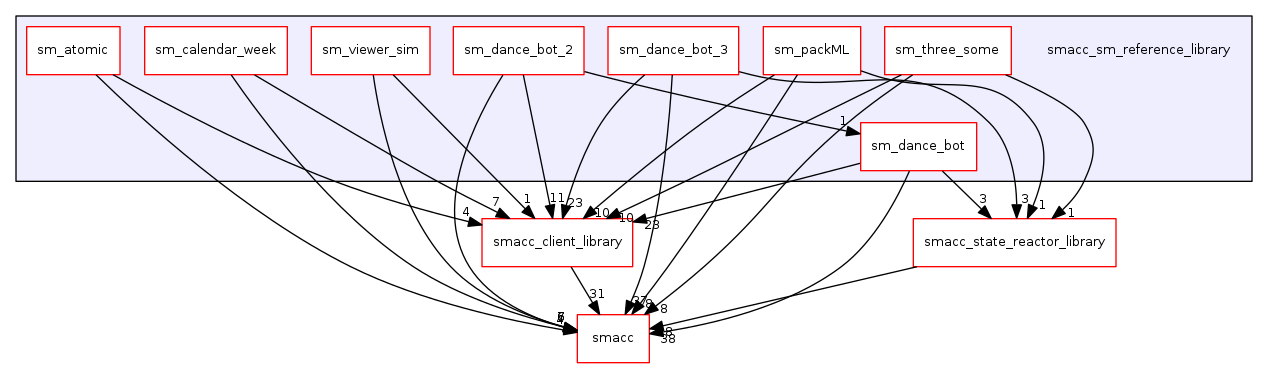 sm_atomic
sm_calendar_week
sm_viewer_sim
sm_dance_bot_2
sm_dance_bot_3
sm_packML
sm_three_some
smacc_sm_reference_library
1
sm_dance_bot
4
7
1
11
23
10
10
23
3
3
1
1
smacc_client_library
smacc_state_reactor_library
31
8
38
smacc